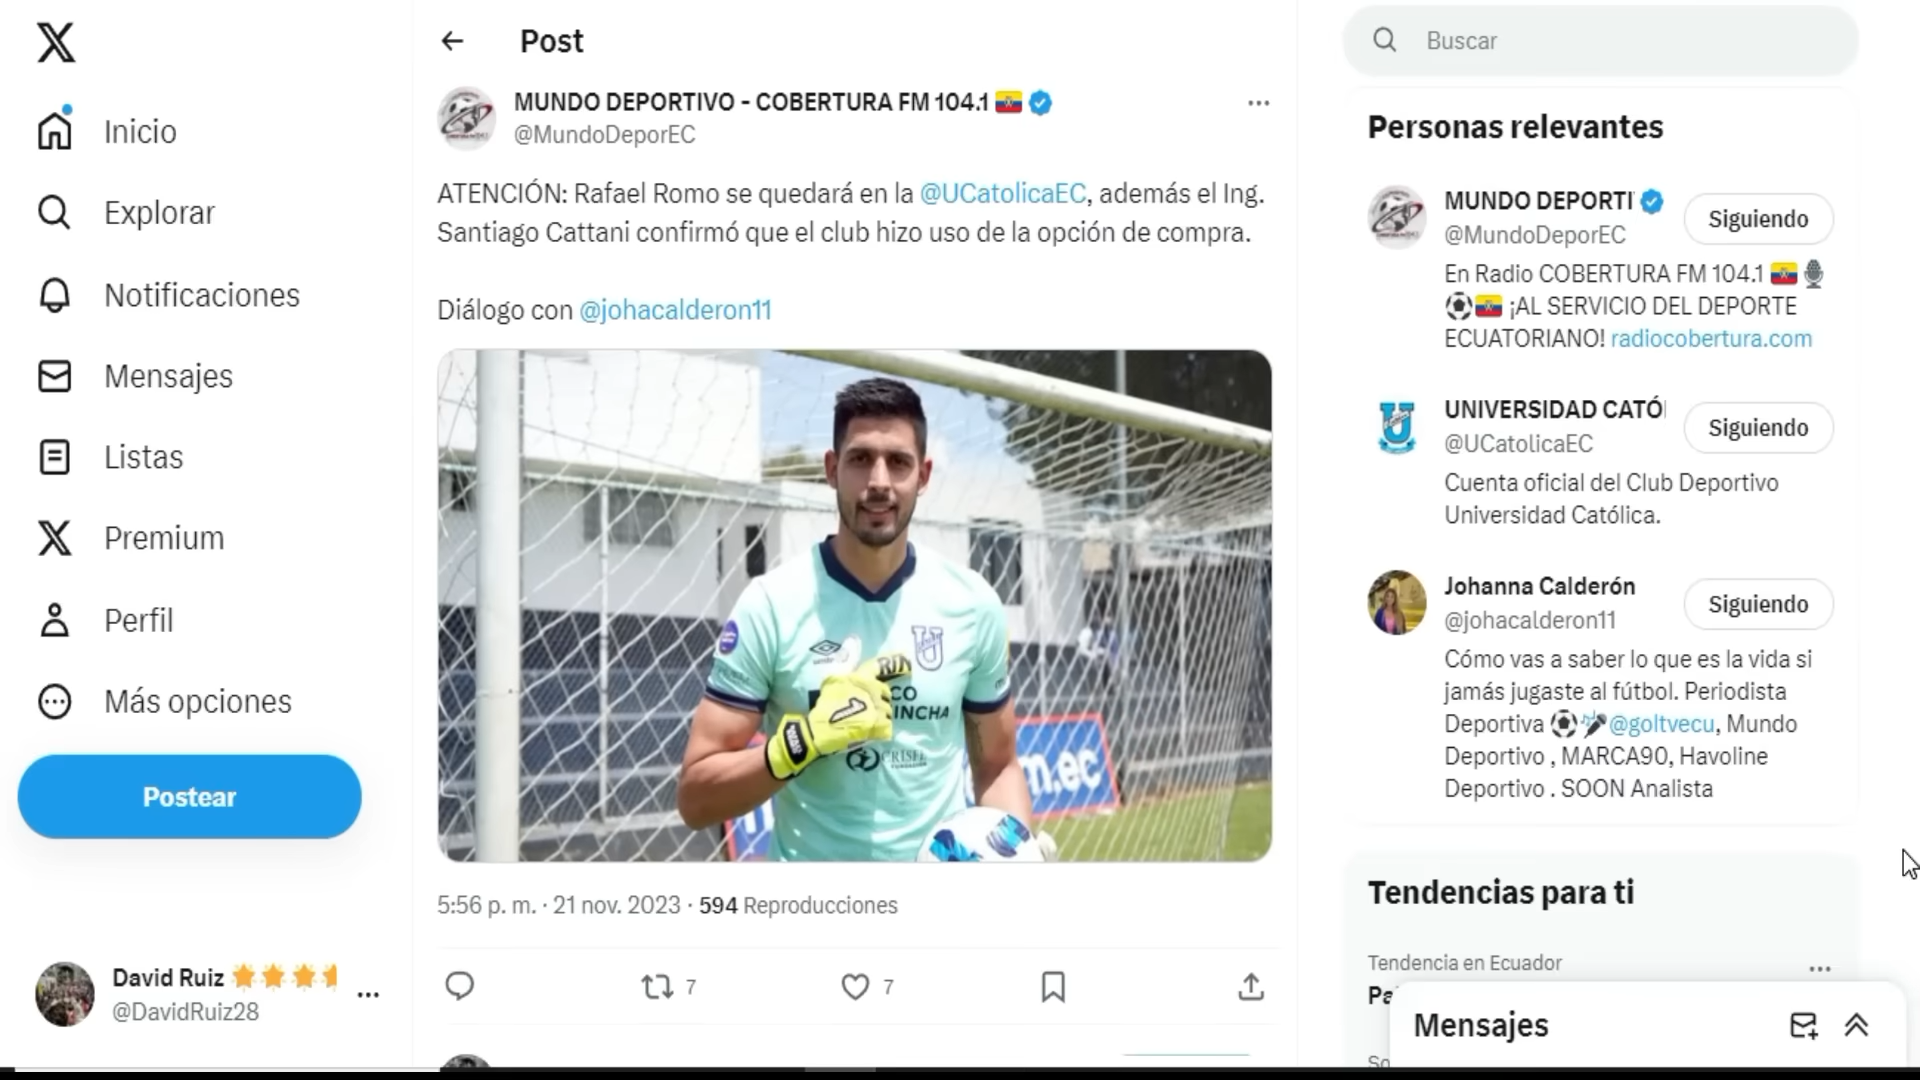 Inicio
Explorar
Notificaciones
Mensajes
Listas
Premium
Perfil
Más opciones
Postear
David Ruiz
@DavidRuiz28
Post
MUNDO DEPORTIVO - COBERTURA FM 104.1
@MundoDeporEC
ATENCIÓN: Rafael Romo se quedará en la @UCatolicaEC, además el Ing.
Santiago Cattani confirmó que el club hizo uso de la opción de compra.
Diálogo con @johacalderon11
1
CRISFE
m.ec
5:56 p. m. · 21 nov. 2023 · 594 Reproducciones
7
7
Buscar
Personas relevantes
MUNDO DEPORTI
@MundoDeporEC
Siguiendo
En Radio COBERTURA FM 104.1
¡AL SERVICIO DEL DEPORTE
ECUATORIANO! radiocobertura.com
UNIVERSIDAD CATÓ
@UCatolicaEC
Siguiendo
Cuenta oficial del Club Deportivo
Universidad Católica.
Johanna Calderón
@johacalderon11
Siguiendo
Cómo vas a saber lo que es la vida si
jamás jugaste al fútbol. Periodista
Deportiva @goltvecu, Mundo
Deportivo , MARCA90, Havoline
Deportivo . SOON Analista
Tendencias para ti
Tendencia en Ecuador
Mensajes